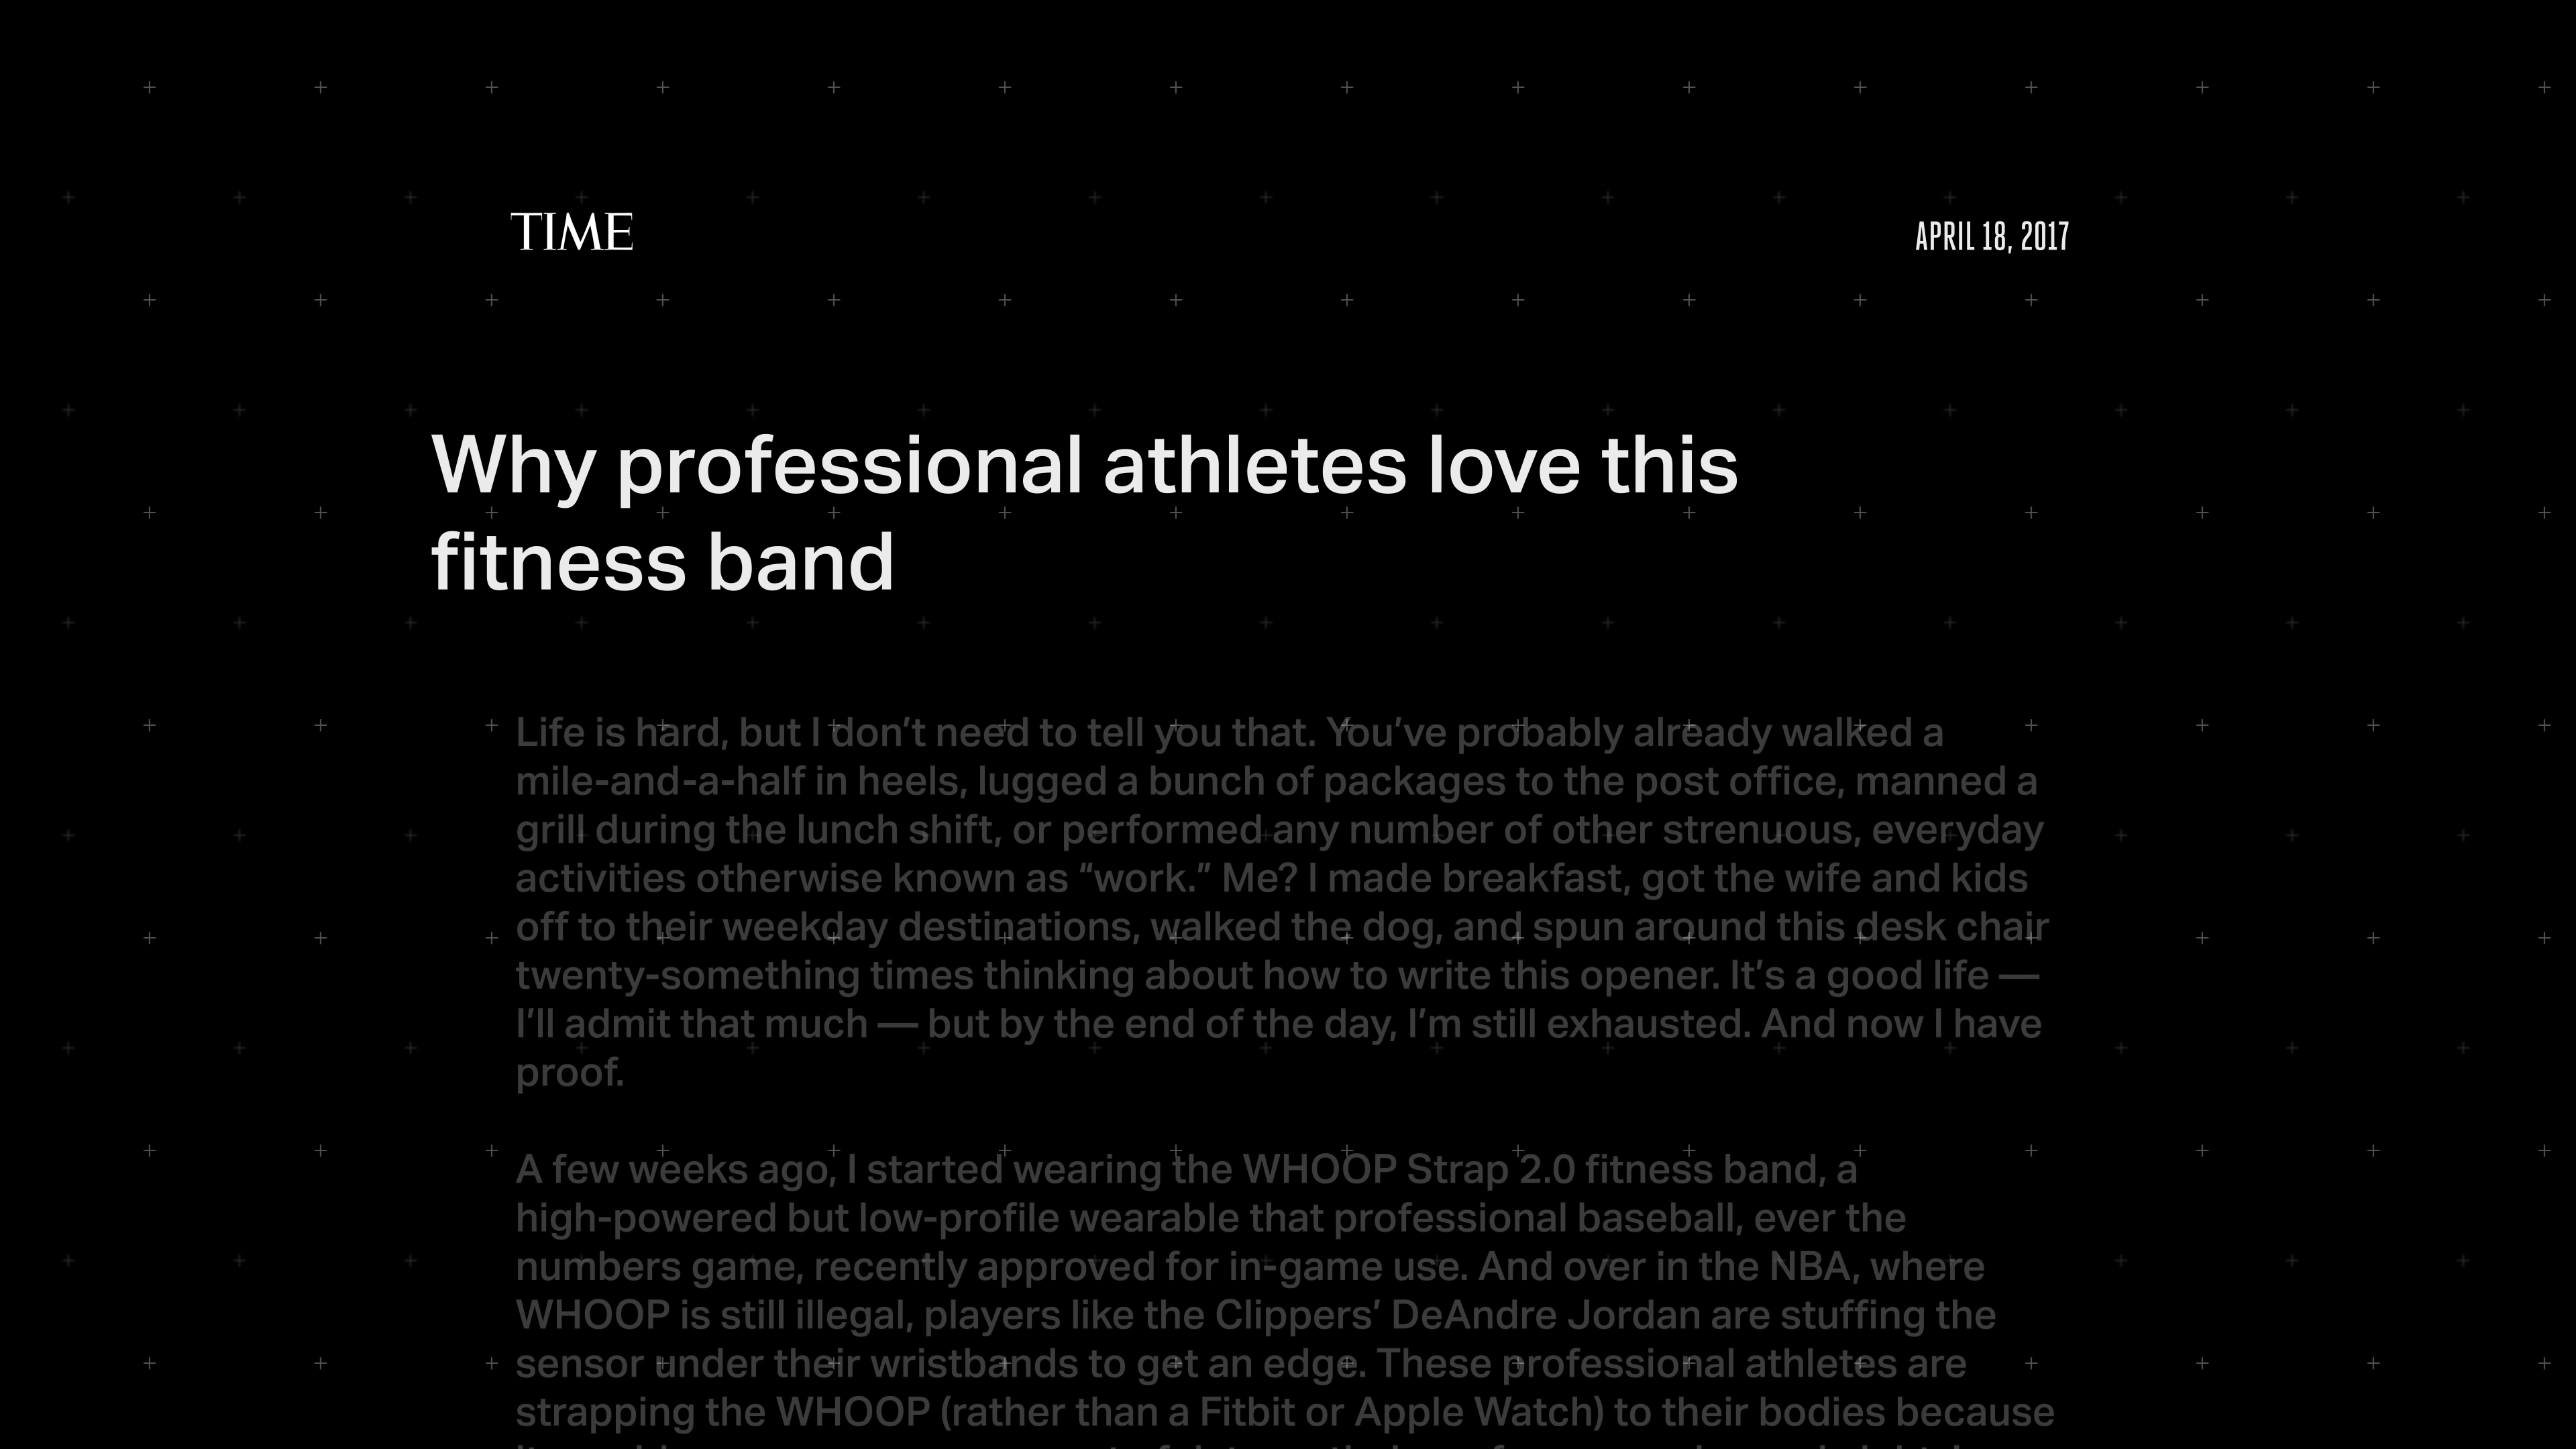 TIME
APRIL 18, 2017
Why professional athletes love this
fitness band
Life is hard, but I don’t need to tell you that. You’ve probably already walked a
mile-and-a-half in heels, lugged a bunch of packages to the post office, manned a
grill during the lunch shift, or performed any number of other strenuous, everyday
activities otherwise known as “work.” Me? I made breakfast, got the wife and kids
off to their weekday destinations, walked the dog, and spun around this desk chair
twenty-something times thinking about how to write this opener. It’s a good life —
I’ll admit that much — but by the end of the day, I’m still exhausted. And now I have
proof.
A few weeks ago, I started wearing the WHOOP Strap 2.0 fitness band, a
high-powered but low-profile wearable that professional baseball, ever the
numbers game, recently approved for in-game use. And over in the NBA, where
WHOOP is still illegal, players like the Clippers’ DeAndre Jordan are stuffing the
sensor under their wristbands to get an edge. These professional athletes are
strapping the WHOOP (rather than a Fitbit or Apple Watch) to their bodies because